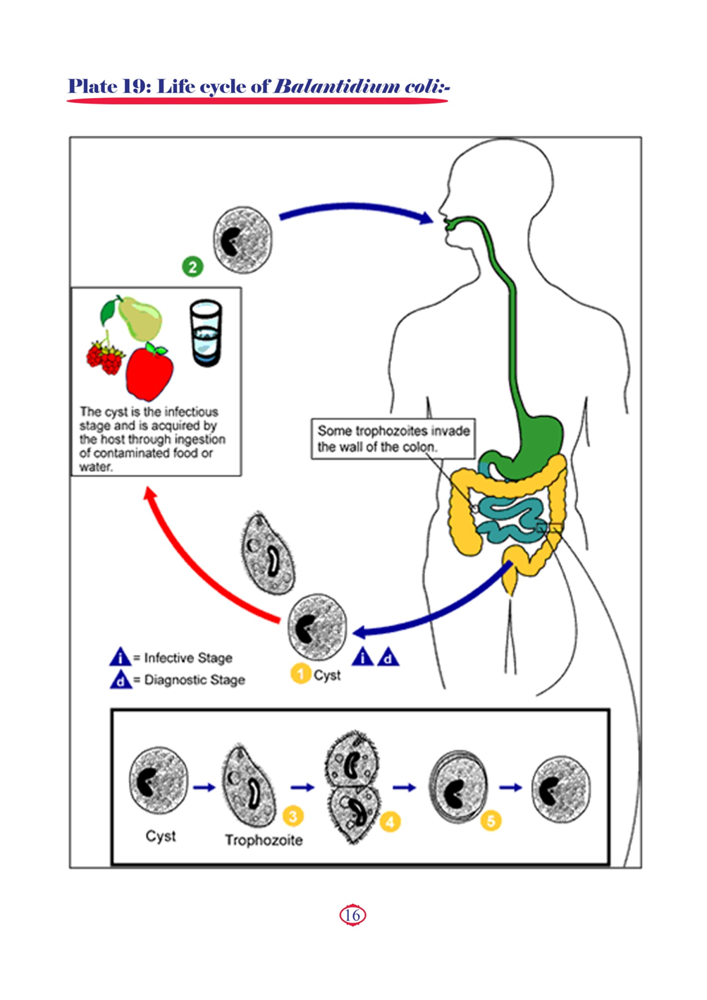 Plate 19: Life cycle of Balantidium coli:-
2
The cyst is the infectious
stage and is acquired by
the host through ingestion
of contaminated food or
water.
Some trophozoites invade
the wall of the colon.
i = Infective Stage
d = Diagnostic Stage
i d
1 Cyst
3
4
5
Cyst
Trophozoite
16